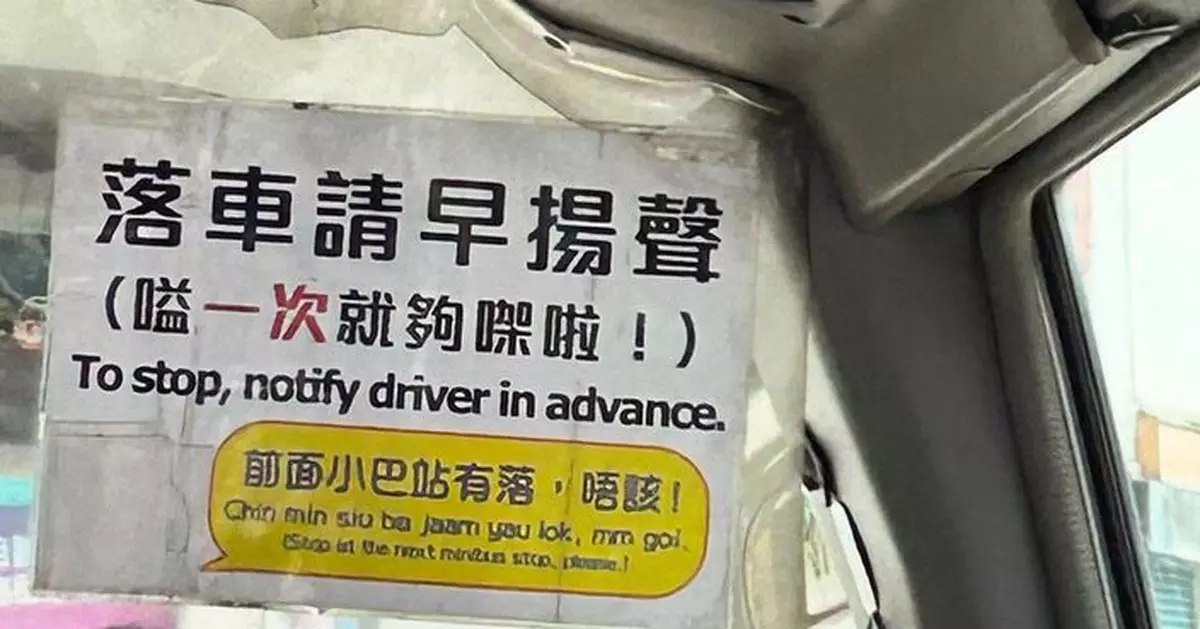 落車請早揚聲
(嗌一次就夠㗎啦!)
To stop, notify driver in advance.
前面小巴站有落,唔該!
Chin min siu ba jaam yau lok, mm goi.
(Stop at the next minibus stop, please.)